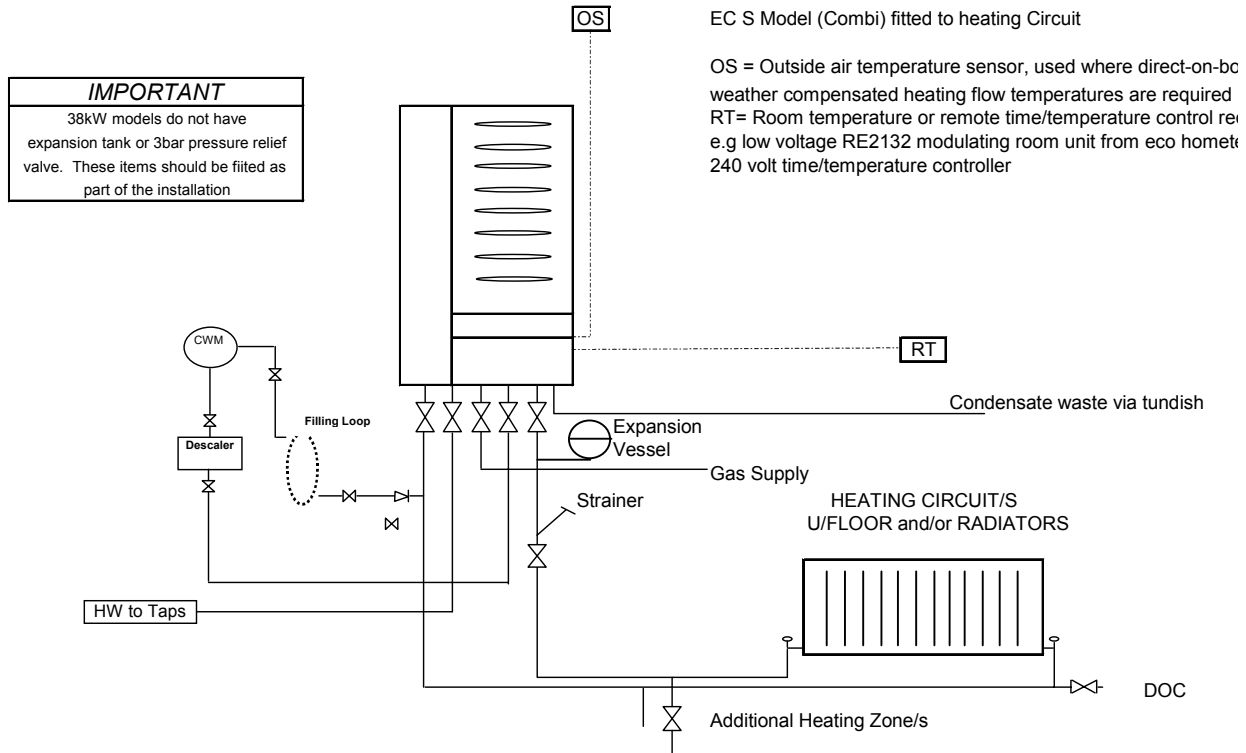 OS
EC S Model (Combi) fitted to heating Circuit
OS = Outside air temperature sensor, used where direct-on-bo
weather compensated heating flow temperatures are required
RT= Room temperature or remote time/temperature control rec
e.g low voltage RE2132 modulating room unit from eco homete
240 volt time/temperature controller
IMPORTANT
38kW models do not have
expansion tank or 3bar pressure relief
valve. These items should be fiited as
part of the installation
CWM
RT
Condensate waste via tundish
Filling Loop
Expansion
Vessel
Descaler
Gas Supply
Strainer
HEATING CIRCUIT/S
U/FLOOR and/or RADIATORS
HW to Taps
DOC
Additional Heating Zone/s